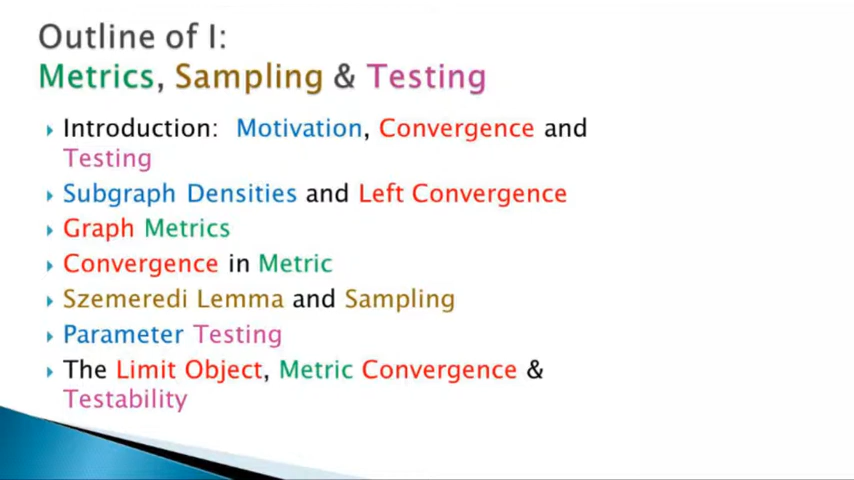 Outline of I:
Metrics, Sampling & Testing
Introduction: Motivation, Convergence and
Testing
Subgraph Densities and Left Convergence
Graph Metrics
Convergence in Metric
Szemeredi Lemma and Sampling
Parameter Testing
The Limit Object, Metric Convergence &
Testability